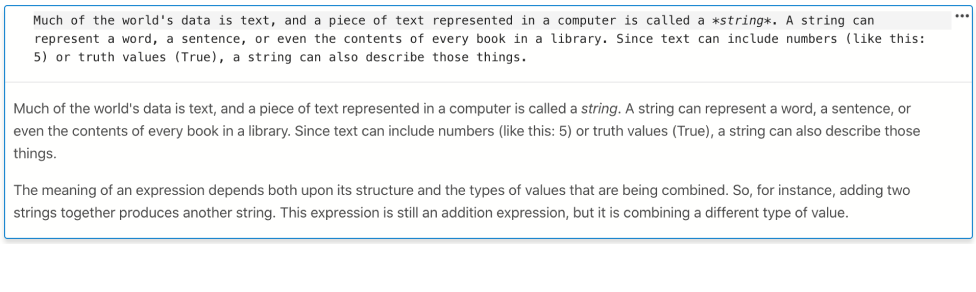 Much of the world's data is text, and a piece of text represented in a computer is called a *string*. A string can
represent a word, a sentence, or even the contents of every book in a library. Since text can include numbers (like this:
5) or truth values (True), a string can also describe those things.
Much of the world's data is text, and a piece of text represented in a computer is called a string. A string can represent a word, a sentence, or
even the contents of every book in a library. Since text can include numbers (like this: 5) or truth values (True), a string can also describe those
things.
The meaning of an expression depends both upon its structure and the types of values that are being combined. So, for instance, adding two
strings together produces another string. This expression is still an addition expression, but it is combining a different type of value.